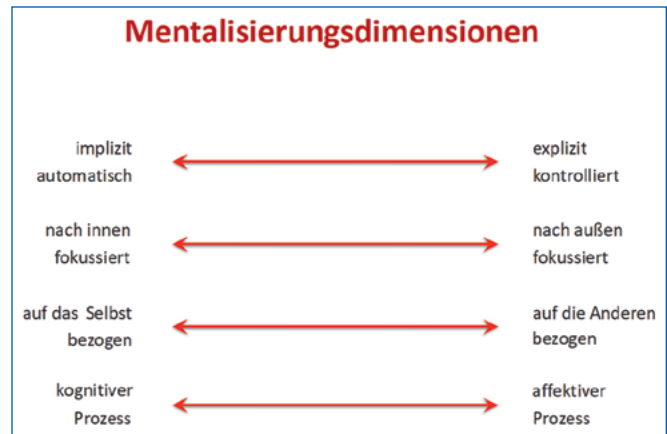 Mentalisierungsdimensionen
implizit
automatisch
explizit
kontrolliert
nach innen
fokussiert
nach außen
fokussiert
auf das Selbst
bezogen
auf die Anderen
bezogen
kognitiver
Prozess
affektiver
Prozess